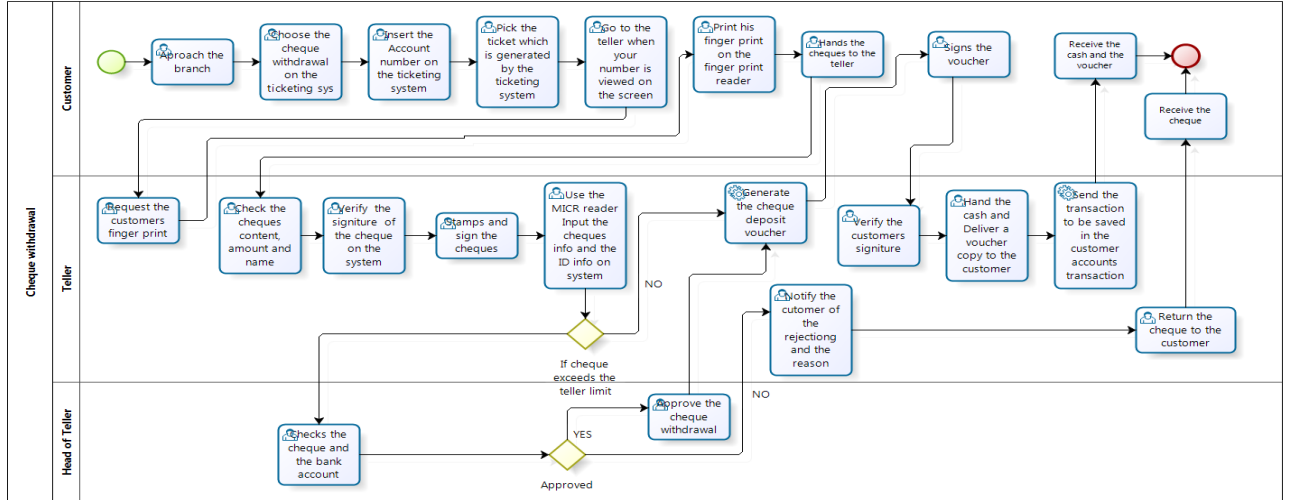 Cheque withdrawal
Customer
Aproach the
branch
Choose the
cheque
withdrawal
on the
ticketing sys
Insert the
Account
number on
the ticketing
system
Pick the
ticket which
is generated
by the
ticketing
system
Go to the
teller when
your
number is
viewed on
the screen
Print his
finger print
on the
finger print
reader
Hands the
cheques to the
teller
Signs the
voucher
Receive the
cash and the
voucher
Receive the
cheque
Teller
Request the
customers
finger print
Check the
cheques
content,
amount and
name
Verify the
signiture of
the cheque
on the
system
Stamps and
sign the
cheques
Use the
MICR reader
Input the
cheques
info and the
ID info on
system
NO
If cheque
exceeds the
teller limit
Generate
the cheque
deposit
voucher
Verify the
customers
signiture
Hand the
cash and
Deliver a
voucher
copy to the
customer
Send the
transaction
to be saved
in the
customer
accounts
transaction
Notify the
cutomer of
the
rejectiong
and the
reason
Return the
cheque to the
customer
Head of Teller
Checks the
cheque and
the bank
account
YES
Approved
Approve the
cheque
withdrawal
NO